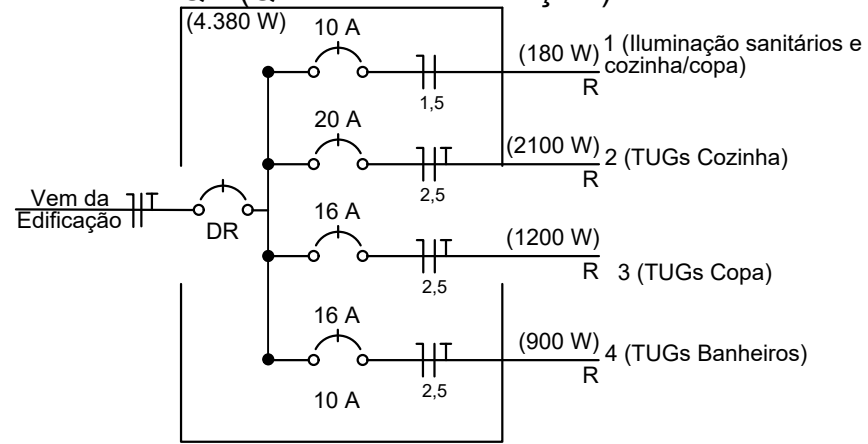 (4.380 W)
10 A
1,5
(180 W)
R
1 (Iluminação sanitários e
cozinha/copa)
20 A
T
2,5
(2100 W)
R
2 (TUGs Cozinha)
Vem da
Edificação
T
DR
16 A
T
2,5
(1200 W)
R
3 (TUGs Copa)
16 A
T
2,5
(900 W)
R
4 (TUGs Banheiros)
10 A